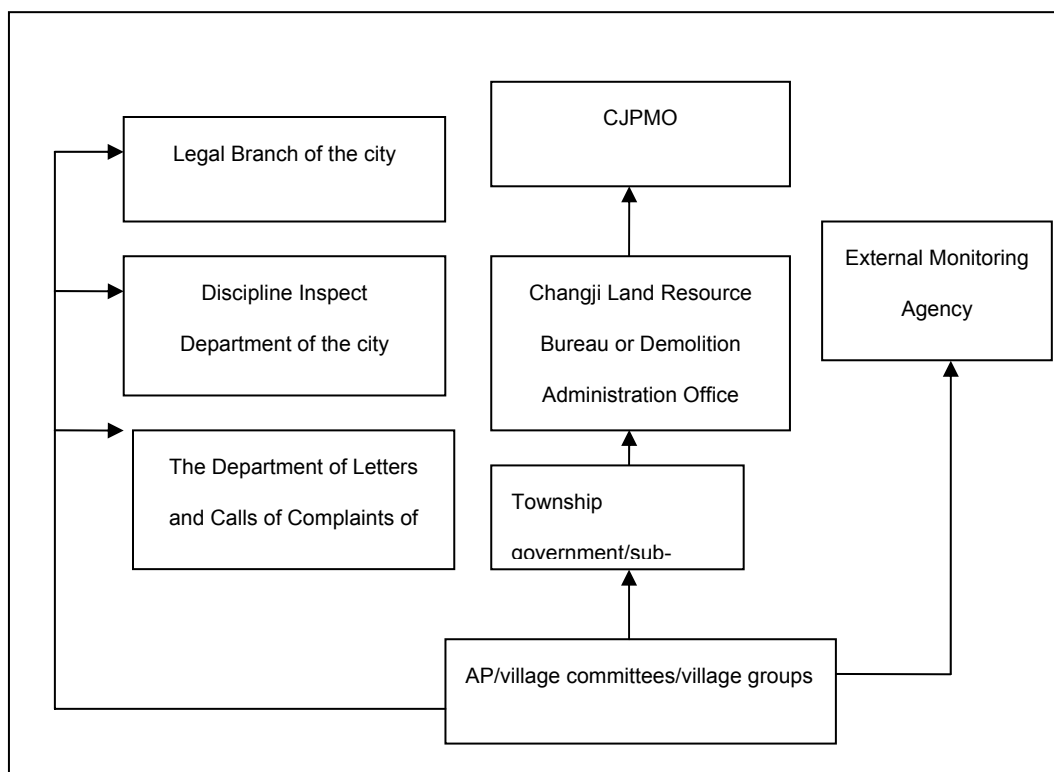 CJPMO
Legal Branch of the city
External Monitoring
Agency
Discipline Inspect
Department of the city
Changji Land Resource
Bureau or Demolition
Administration Office
The Department of Letters
and Calls of Complaints of
Township
government/sub-
AP/village committees/village groups